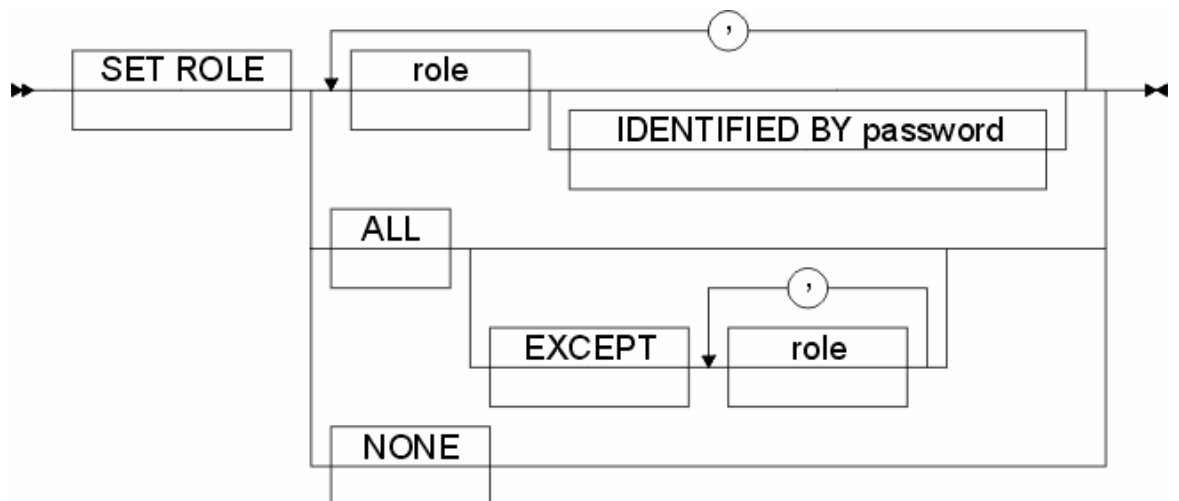 ,
SET ROLE role
IDENTIFIED BY password
ALL
,
EXCEPT role
NONE